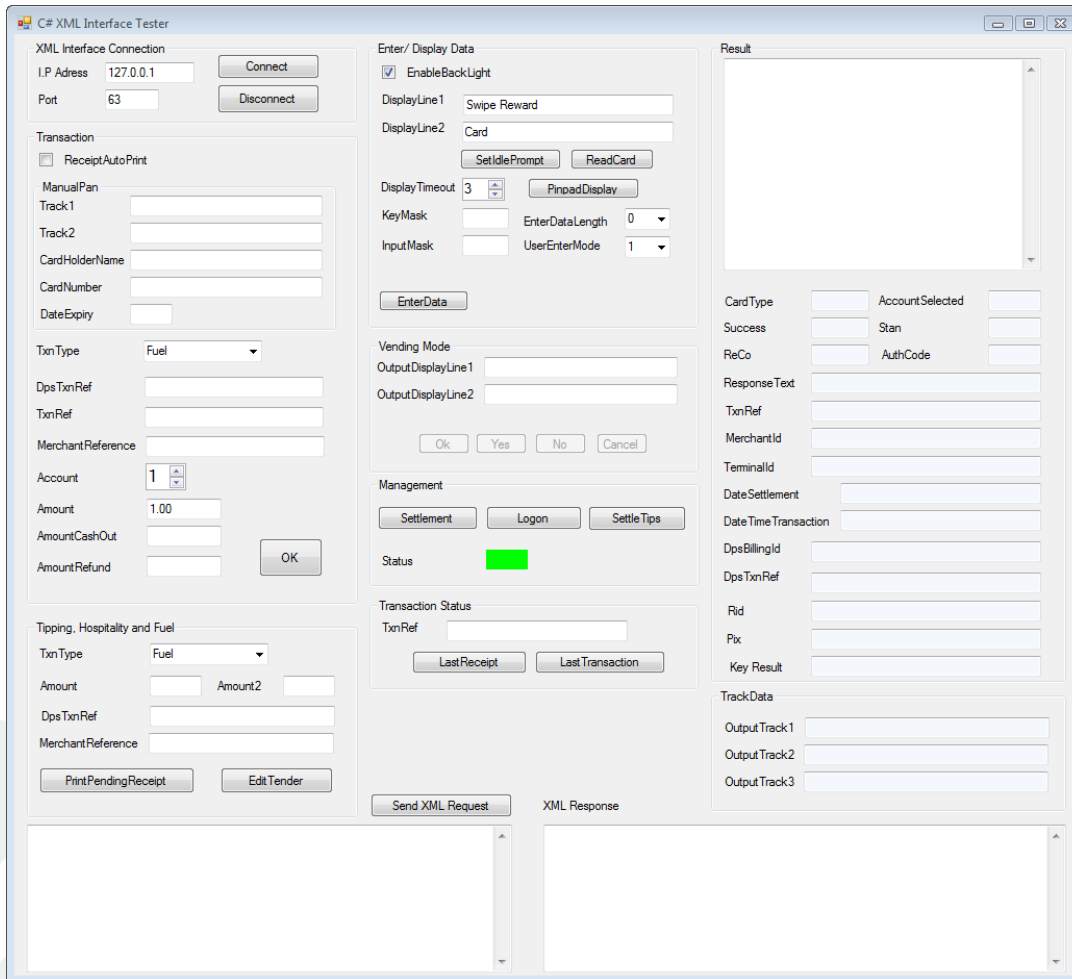 C# XML Interface Tester
XML Interface Connection
I.P Adress 127.0.0.1 Connect
Port 63 Disconnect
Transaction
ReceiptAutoPrint
ManualPan
Track1
Track2
CardHolderName
CardNumber
DateExpiry
TxnType Fuel
DpsTxnRef
TxnRef
MerchantReference
Account 1
Amount 1.00
AmountCashOut
AmountRefund
OK
Tipping, Hospitality and Fuel
TxnType Fuel
Amount Amount2
DpsTxnRef
MerchantReference
PrintPendingReceipt EditTender
Enter/ Display Data
EnableBackLight
DisplayLine1 Swipe Reward
DisplayLine2 Card
SetIdlePrompt ReadCard
DisplayTimeout 3 PinpadDisplay
KeyMask EnterDataLength 0
InputMask UserEnterMode 1
EnterData
Vending Mode
OutputDisplayLine1
OutputDisplayLine2
Ok Yes No Cancel
Management
Settlement Logon SettleTips
Status
Transaction Status
TxnRef
LastReceipt LastTransaction
Result
CardType AccountSelected
Success Stan
ReCo AuthCode
ResponseText
TxnRef
MerchantId
TerminalId
DateSettlement
DateTimeTransaction
DpsBillingId
DpsTxnRef
Rid
Pix
Key Result
TrackData
OutputTrack1
OutputTrack2
OutputTrack3
Send XML Request XML Response